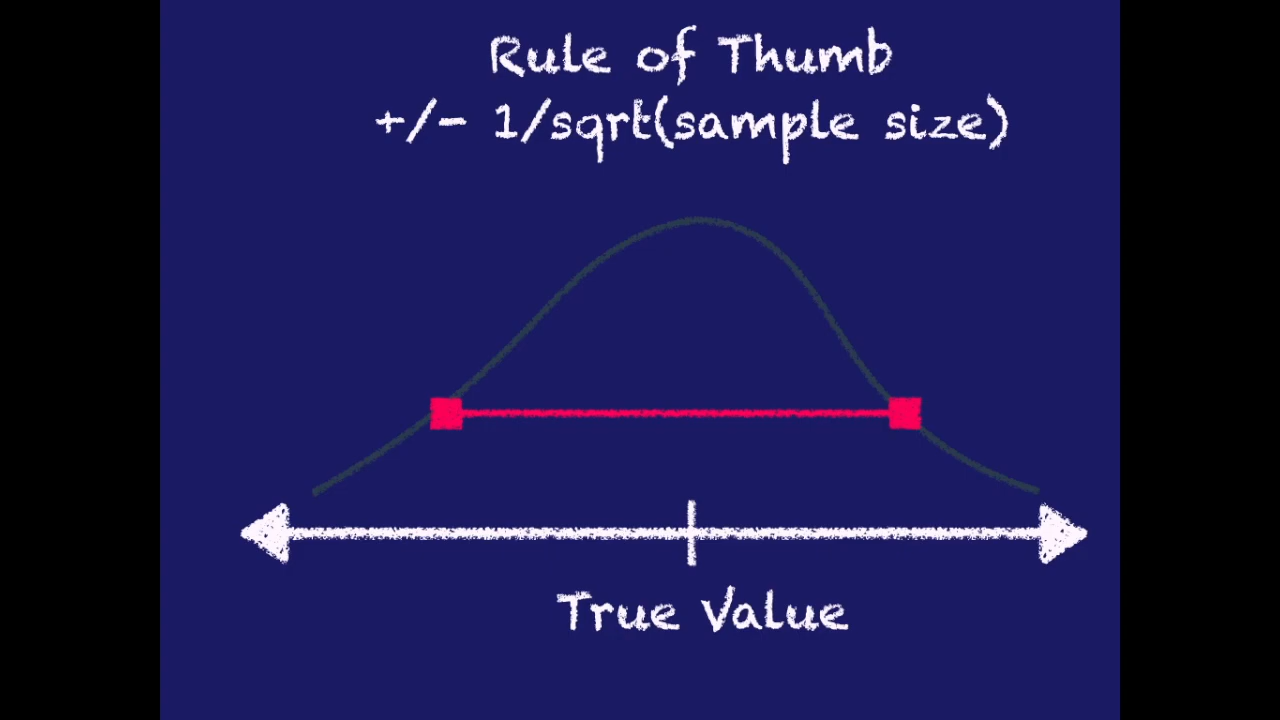 Rule of Thumb
+/- 1/sqrt(sample size)
True Value